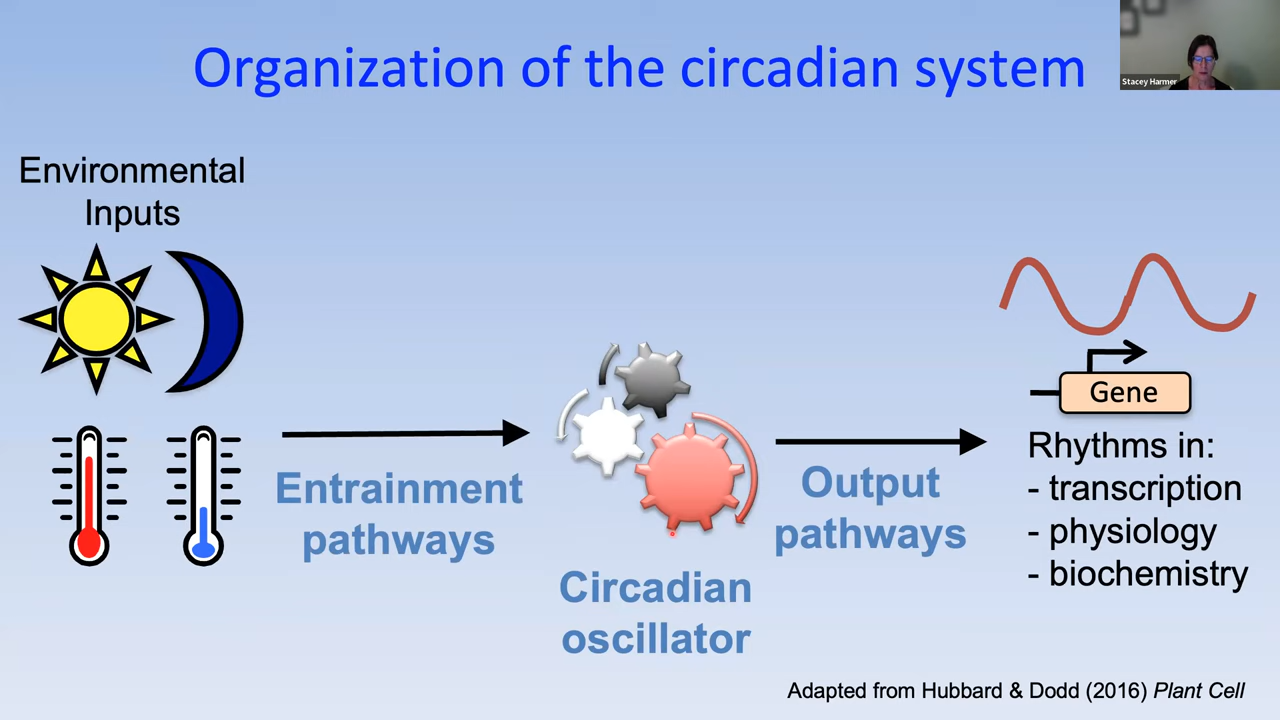 Organization of the circadian system
Stacey Harmer
Environmental
Inputs
Entrainment
pathways
Circadian
oscillator
Output
pathways
Gene
Rhythms in:
- transcription
- physiology
- biochemistry
Adapted from Hubbard & Dodd (2016) Plant Cell